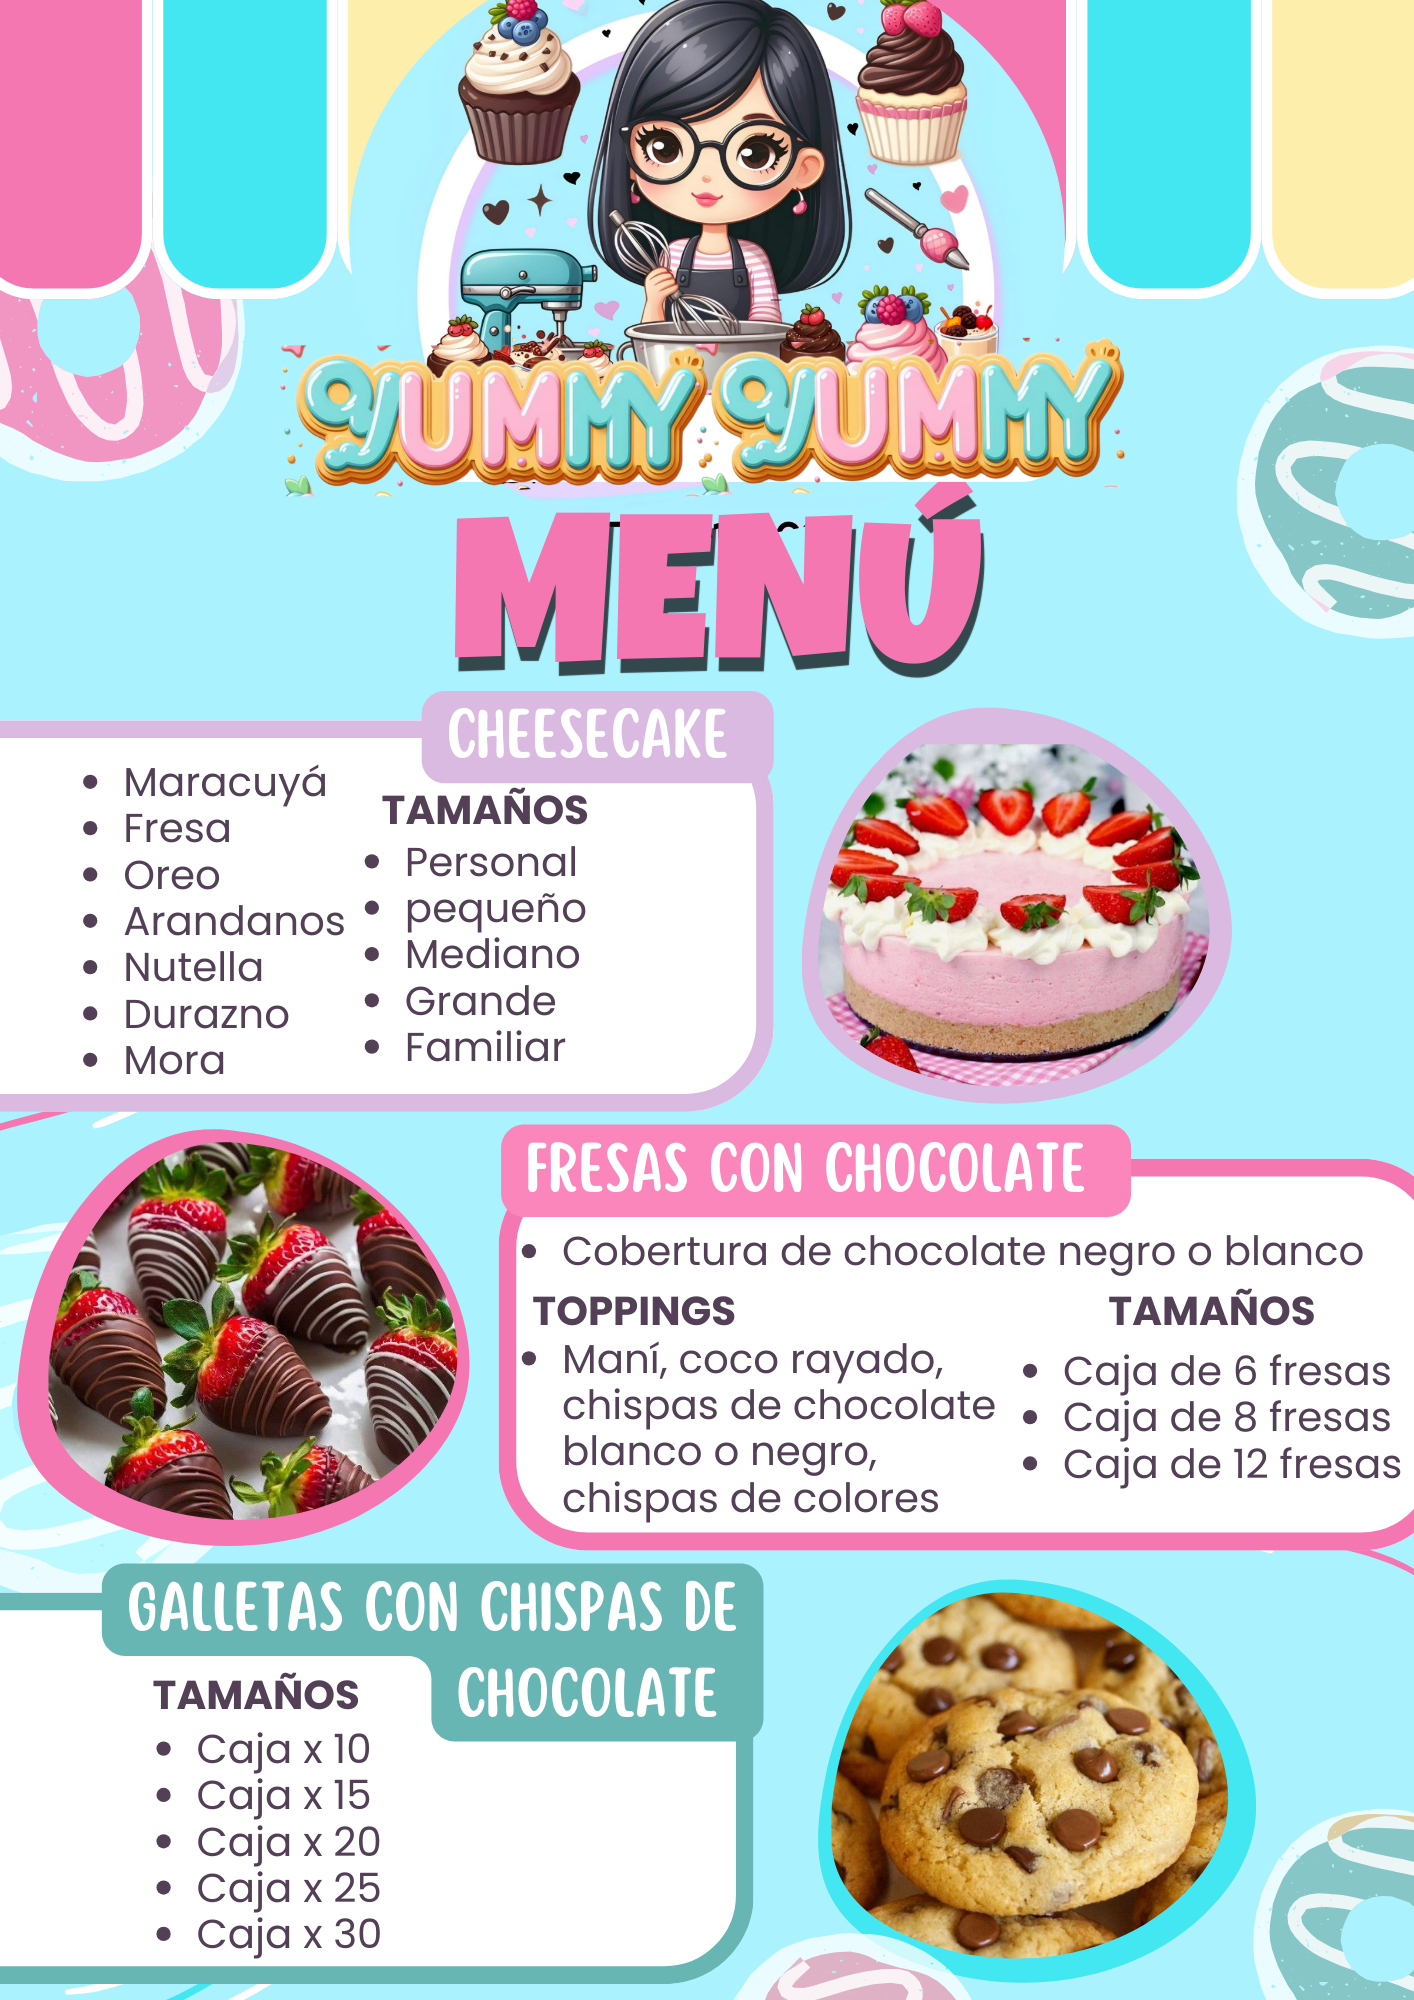 YUMMY YUMMY
MENÚ
CHEESECAKE
• Maracuyá
• Fresa
• Oreo
• Arandanos
• Nutella
• Durazno
• Mora
TAMAÑOS
• Personal
• pequeño
• Mediano
• Grande
• Familiar
FRESAS CON CHOCOLATE
• Cobertura de chocolate negro o blanco
TOPPINGS
• Maní, coco rayado,
chispas de chocolate
blanco o negro,
chispas de colores
TAMAÑOS
• Caja de 6 fresas
• Caja de 8 fresas
• Caja de 12 fresas
GALLETAS CON CHISPAS DE
CHOCOLATE
TAMAÑOS
• Caja x 10
• Caja x 15
• Caja x 20
• Caja x 25
• Caja x 30